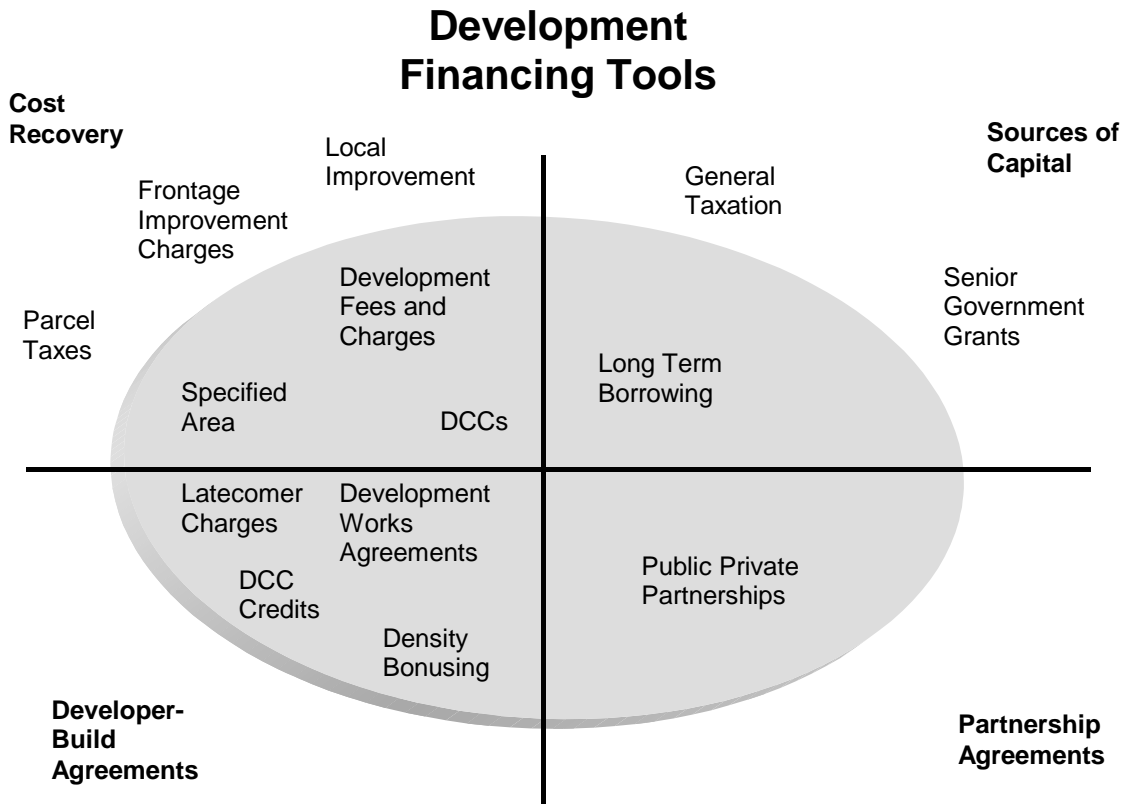 Development
Financing Tools
Cost
Recovery
Sources of
Capital
Local
Improvement
General
Taxation
Frontage
Improvement
Charges
Development
Fees and
Charges
Senior
Government
Grants
Parcel
Taxes
Long Term
Borrowing
Specified
Area
DCCs
Latecomer
Charges
Development
Works
Agreements
Public Private
Partnerships
DCC
Credits
Density
Bonusing
Developer-
Build
Agreements
Partnership
Agreements